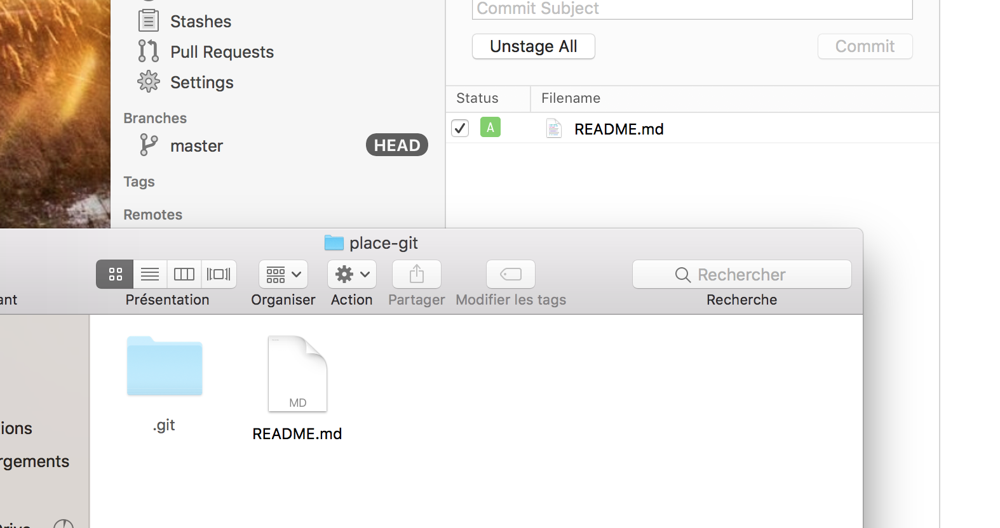 Commit Subject
Stashes
Pull Requests
Settings
Unstage All
Commit
Status
Filename
A
README.md
Branches
master
HEAD
Tags
Remotes
place-git
Rechercher
ant
Présentation
Organiser
Action
Partager
Modifier les tags
Recherche
MD
.git
README.md
ions
rgements
Drive